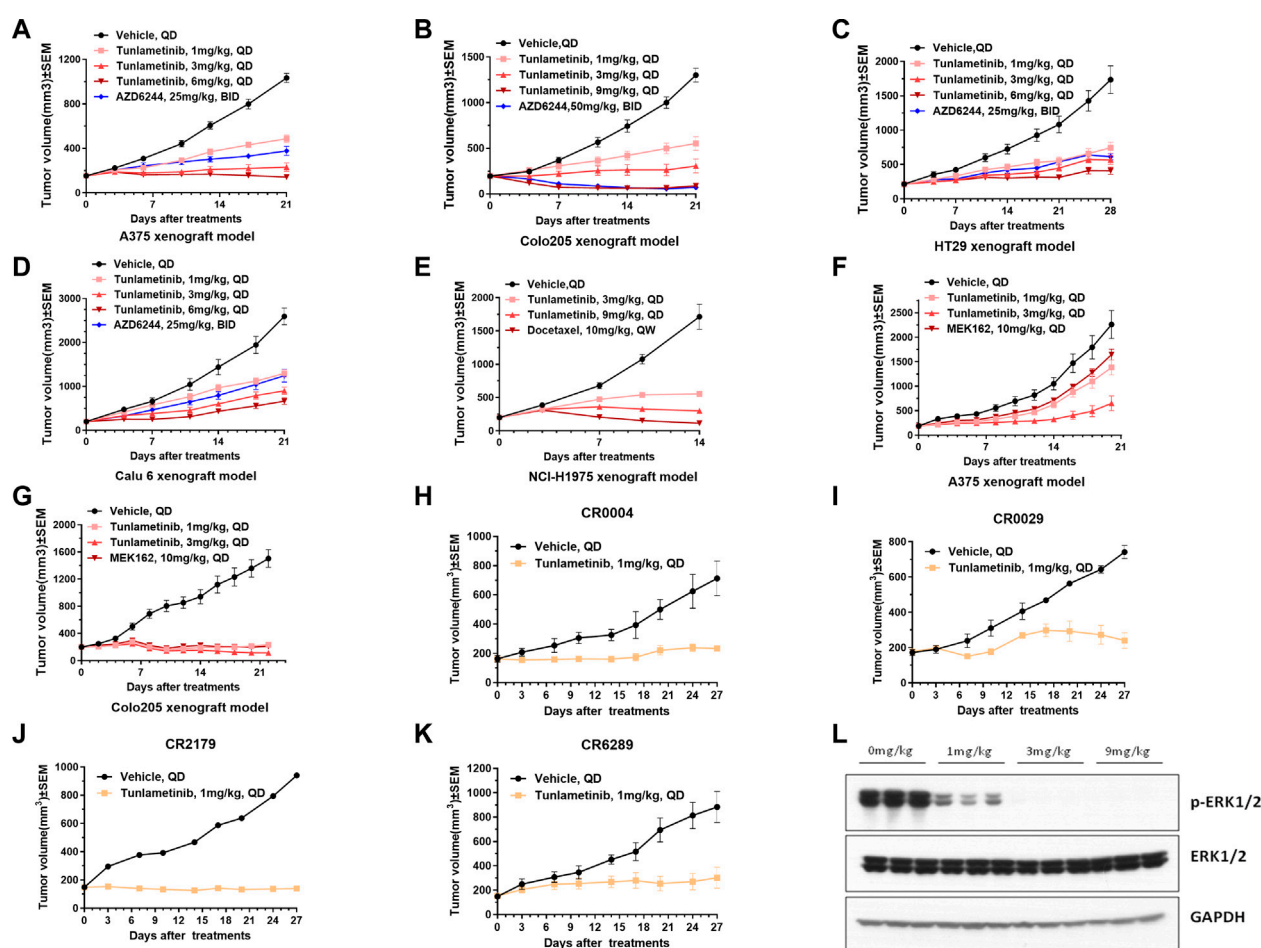 A
Vehicle, QD
Tunlametinib, 1mg/kg, QD
Tunlametinib, 3mg/kg, QD
Tunlametinib, 6mg/kg, QD
AZD6244, 25mg/kg, BID
Tumor volume(mm3)±SEM
1200
800
400
0
0 7 14 21
Days after treatments
A375 xenograft model
B
Vehicle,QD
Tunlametinib, 1mg/kg, QD
Tunlametinib, 3mg/kg, QD
Tunlametinib, 9mg/kg, QD
AZD6244,50mg/kg, BID
Tumor volume(mm3)±SEM
1500
1000
500
0
0 7 14 21
Days after treatments
Colo205 xenograft model
C
Vehicle,QD
Tunlametinib, 1mg/kg, QD
Tunlametinib, 3mg/kg, QD
Tunlametinib, 6mg/kg, QD
AZD6244, 25mg/kg, BID
Tumor volume(mm3)±SEM
2000
1500
1000
500
0
0 7 14 21 28
Days after treatments
HT29 xenograft model
D
Vehicle, QD
Tunlametinib, 1mg/kg, QD
Tunlametinib, 3mg/kg, QD
Tunlametinib, 6mg/kg, QD
AZD6244, 25mg/kg, BID
Tumor volume(mm3)±SEM
3000
2000
1000
0
0 7 14 21
Days after treatments
Calu 6 xenograft model
E
Vehicle,QD
Tunlametinib, 3mg/kg, QD
Tunlametinib, 9mg/kg, QD
Docetaxel, 10mg/kg, QW
Tumor volume(mm3)±SEM
2000
1500
1000
500
0
0 7 14
Days after treatments
NCI-H1975 xenograft model
F
Vehicle,QD
Tunlametinib, 1mg/kg, QD
Tunlametinib, 3mg/kg, QD
MEK162, 10mg/kg, QD
Tumor volume(mm3)±SEM
2500
2000
1500
1000
500
0
0 7 14 21
Days after treatments
A375 xenograft model
G
Vehicle, QD
Tunlametinib, 1mg/kg, QD
Tunlametinib, 3mg/kg, QD
MEK162, 10mg/kg, QD
Tumor volume(mm3)±SEM
2000
1600
1200
800
400
0
0 7 14 21
Days after treatments
Colo205 xenograft model
H
CR0004
Vehicle, QD
Tunlametinib, 1mg/kg, QD
Tumor volume(mm³)±SEM
1000
800
600
400
200
0
0 3 6 9 12 15 18 21 24 27
Days after treatments
I
CR0029
Vehicle, QD
Tunlametinib, 1mg/kg, QD
Tumor volume(mm³)±SEM
800
600
400
200
0
0 3 6 9 12 15 18 21 24 27
Days after treatments
J
CR2179
Vehicle, QD
Tunlametinib, 1mg/kg, QD
Tumor volume(mm³)±SEM
1000
800
600
400
200
0
0 3 6 9 12 15 18 21 24 27
Days after treatments
K
CR6289
Vehicle, QD
Tunlametinib, 1mg/kg, QD
Tumor volume(mm³)±SEM
1200
1000
800
600
400
200
0
0 3 6 9 12 15 18 21 24 27
Days after treatments
L
0mg/kg 1mg/kg 3mg/kg 9mg/kg
p-ERK1/2
ERK1/2
GAPDH